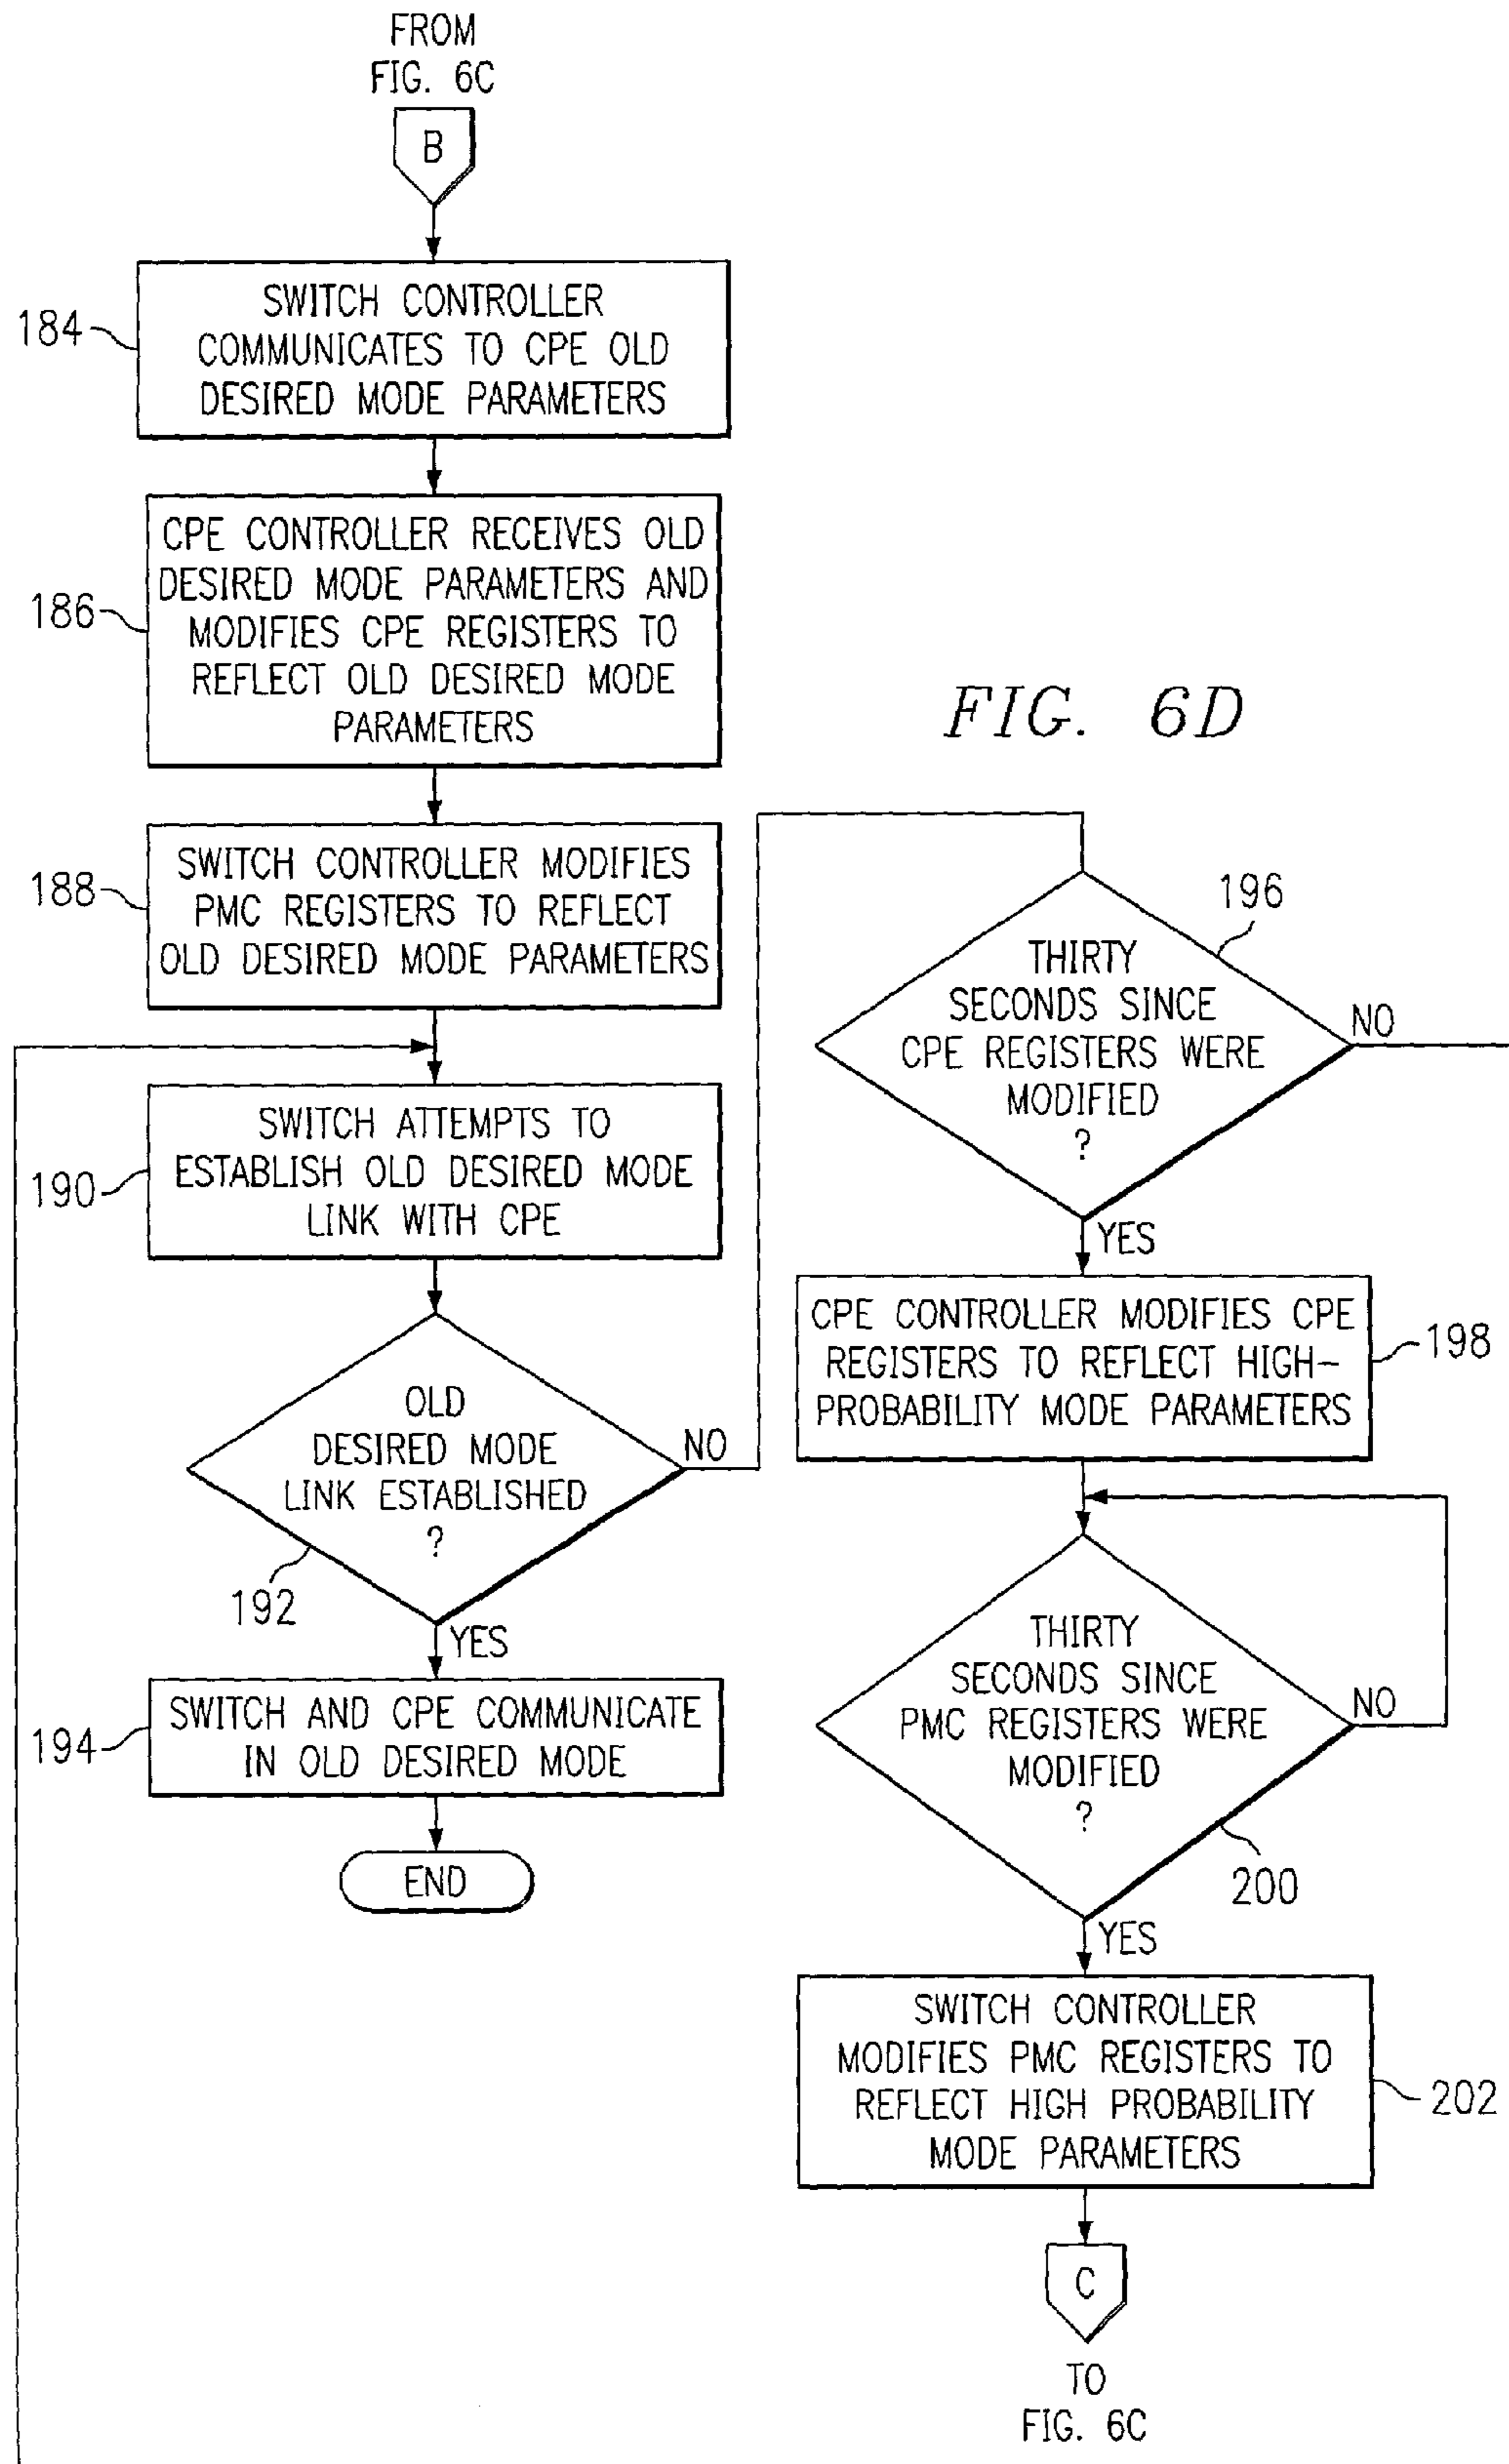 FROM
FIG. 6C
B
184
SWITCH CONTROLLER
COMMUNICATES TO CPE OLD
DESIRED MODE PARAMETERS
186
CPE CONTROLLER RECEIVES OLD
DESIRED MODE PARAMETERS AND
MODIFIES CPE REGISTERS TO
REFLECT OLD DESIRED MODE
PARAMETERS
188
SWITCH CONTROLLER MODIFIES
PMC REGISTERS TO REFLECT
OLD DESIRED MODE PARAMETERS
190
SWITCH ATTEMPTS TO
ESTABLISH OLD DESIRED MODE
LINK WITH CPE
OLD
DESIRED MODE
LINK ESTABLISHED
?
NO
192
YES
194
SWITCH AND CPE COMMUNICATE
IN OLD DESIRED MODE
END
FIG. 6D
196
THIRTY
SECONDS SINCE
CPE REGISTERS WERE
MODIFIED
?
NO
YES
CPE CONTROLLER MODIFIES CPE
REGISTERS TO REFLECT HIGH-
PROBABILITY MODE PARAMETERS
198
THIRTY
SECONDS SINCE
PMC REGISTERS WERE
MODIFIED
?
NO
200
YES
SWITCH CONTROLLER
MODIFIES PMC REGISTERS TO
REFLECT HIGH PROBABILITY
MODE PARAMETERS
202
C
TO
FIG. 6C